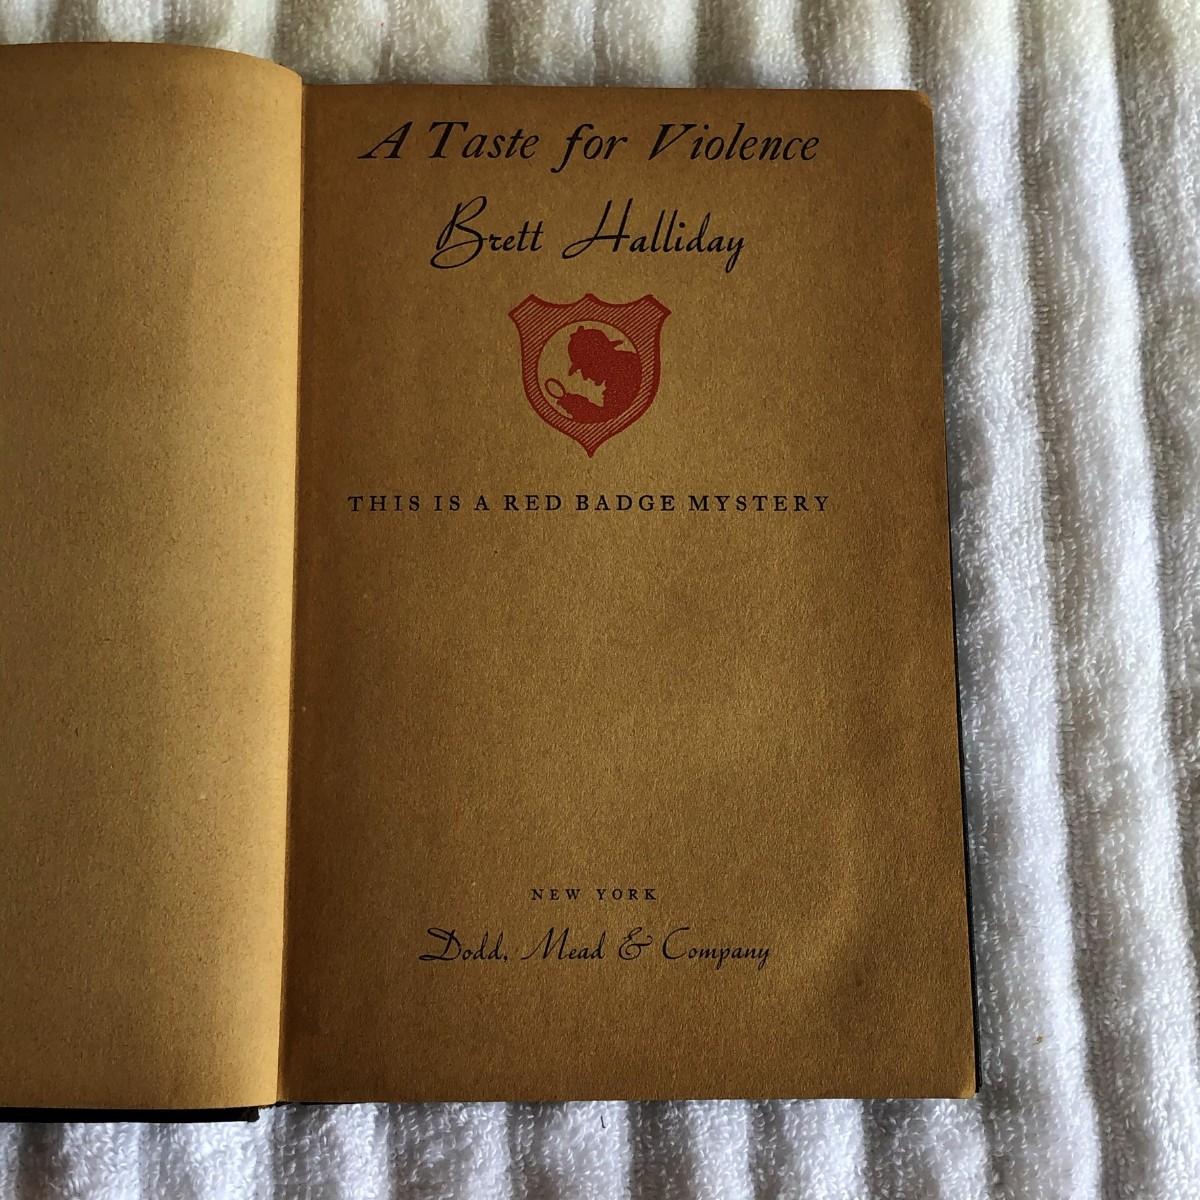 A Taste for Violence
Brett Halliday
THIS IS A RED BADGE MYSTERY
NEW YORK
Dodd, Mead & Company